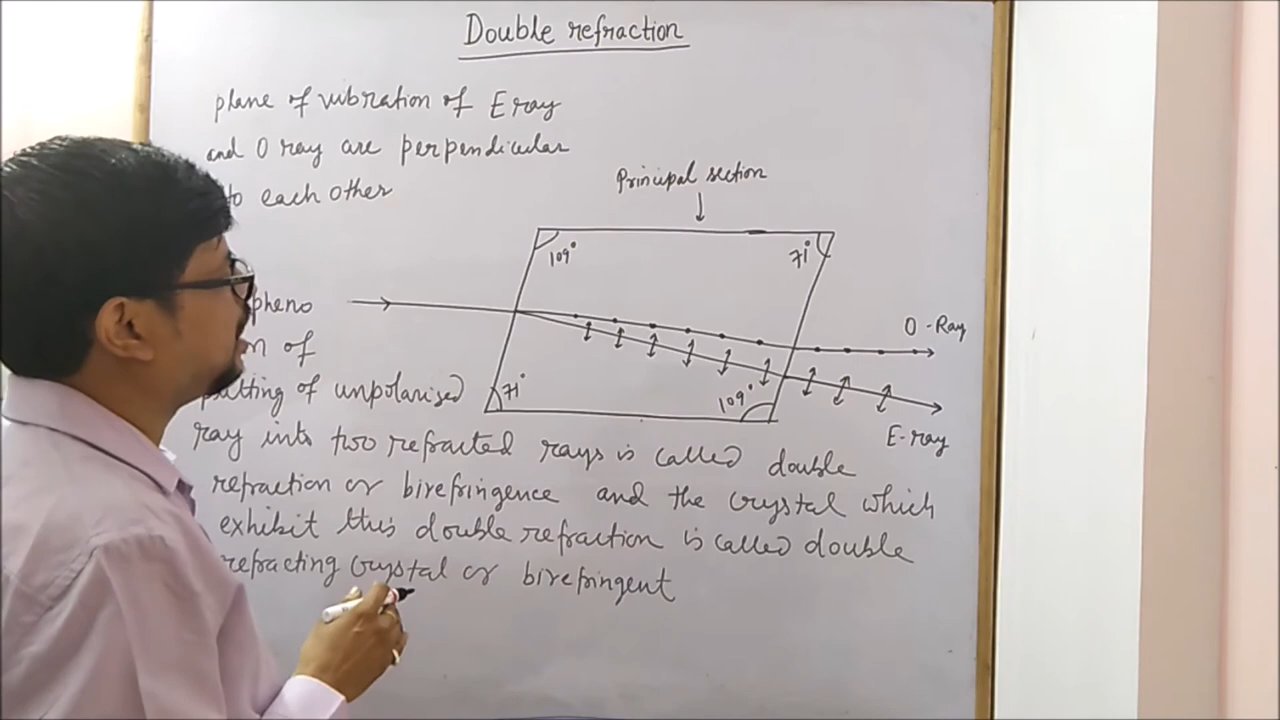 Double refraction
plane of vibration of E ray
and O ray are perpendicular
to each other
Principal section
109°
71°
pheno
O - Ray
n of
71°
109°
of unpolarised
E-ray
ray into two refracted rays is called double
refraction or birefringence and the crystal which
exhibit this double refraction is called double
refracting crystal or birefringent